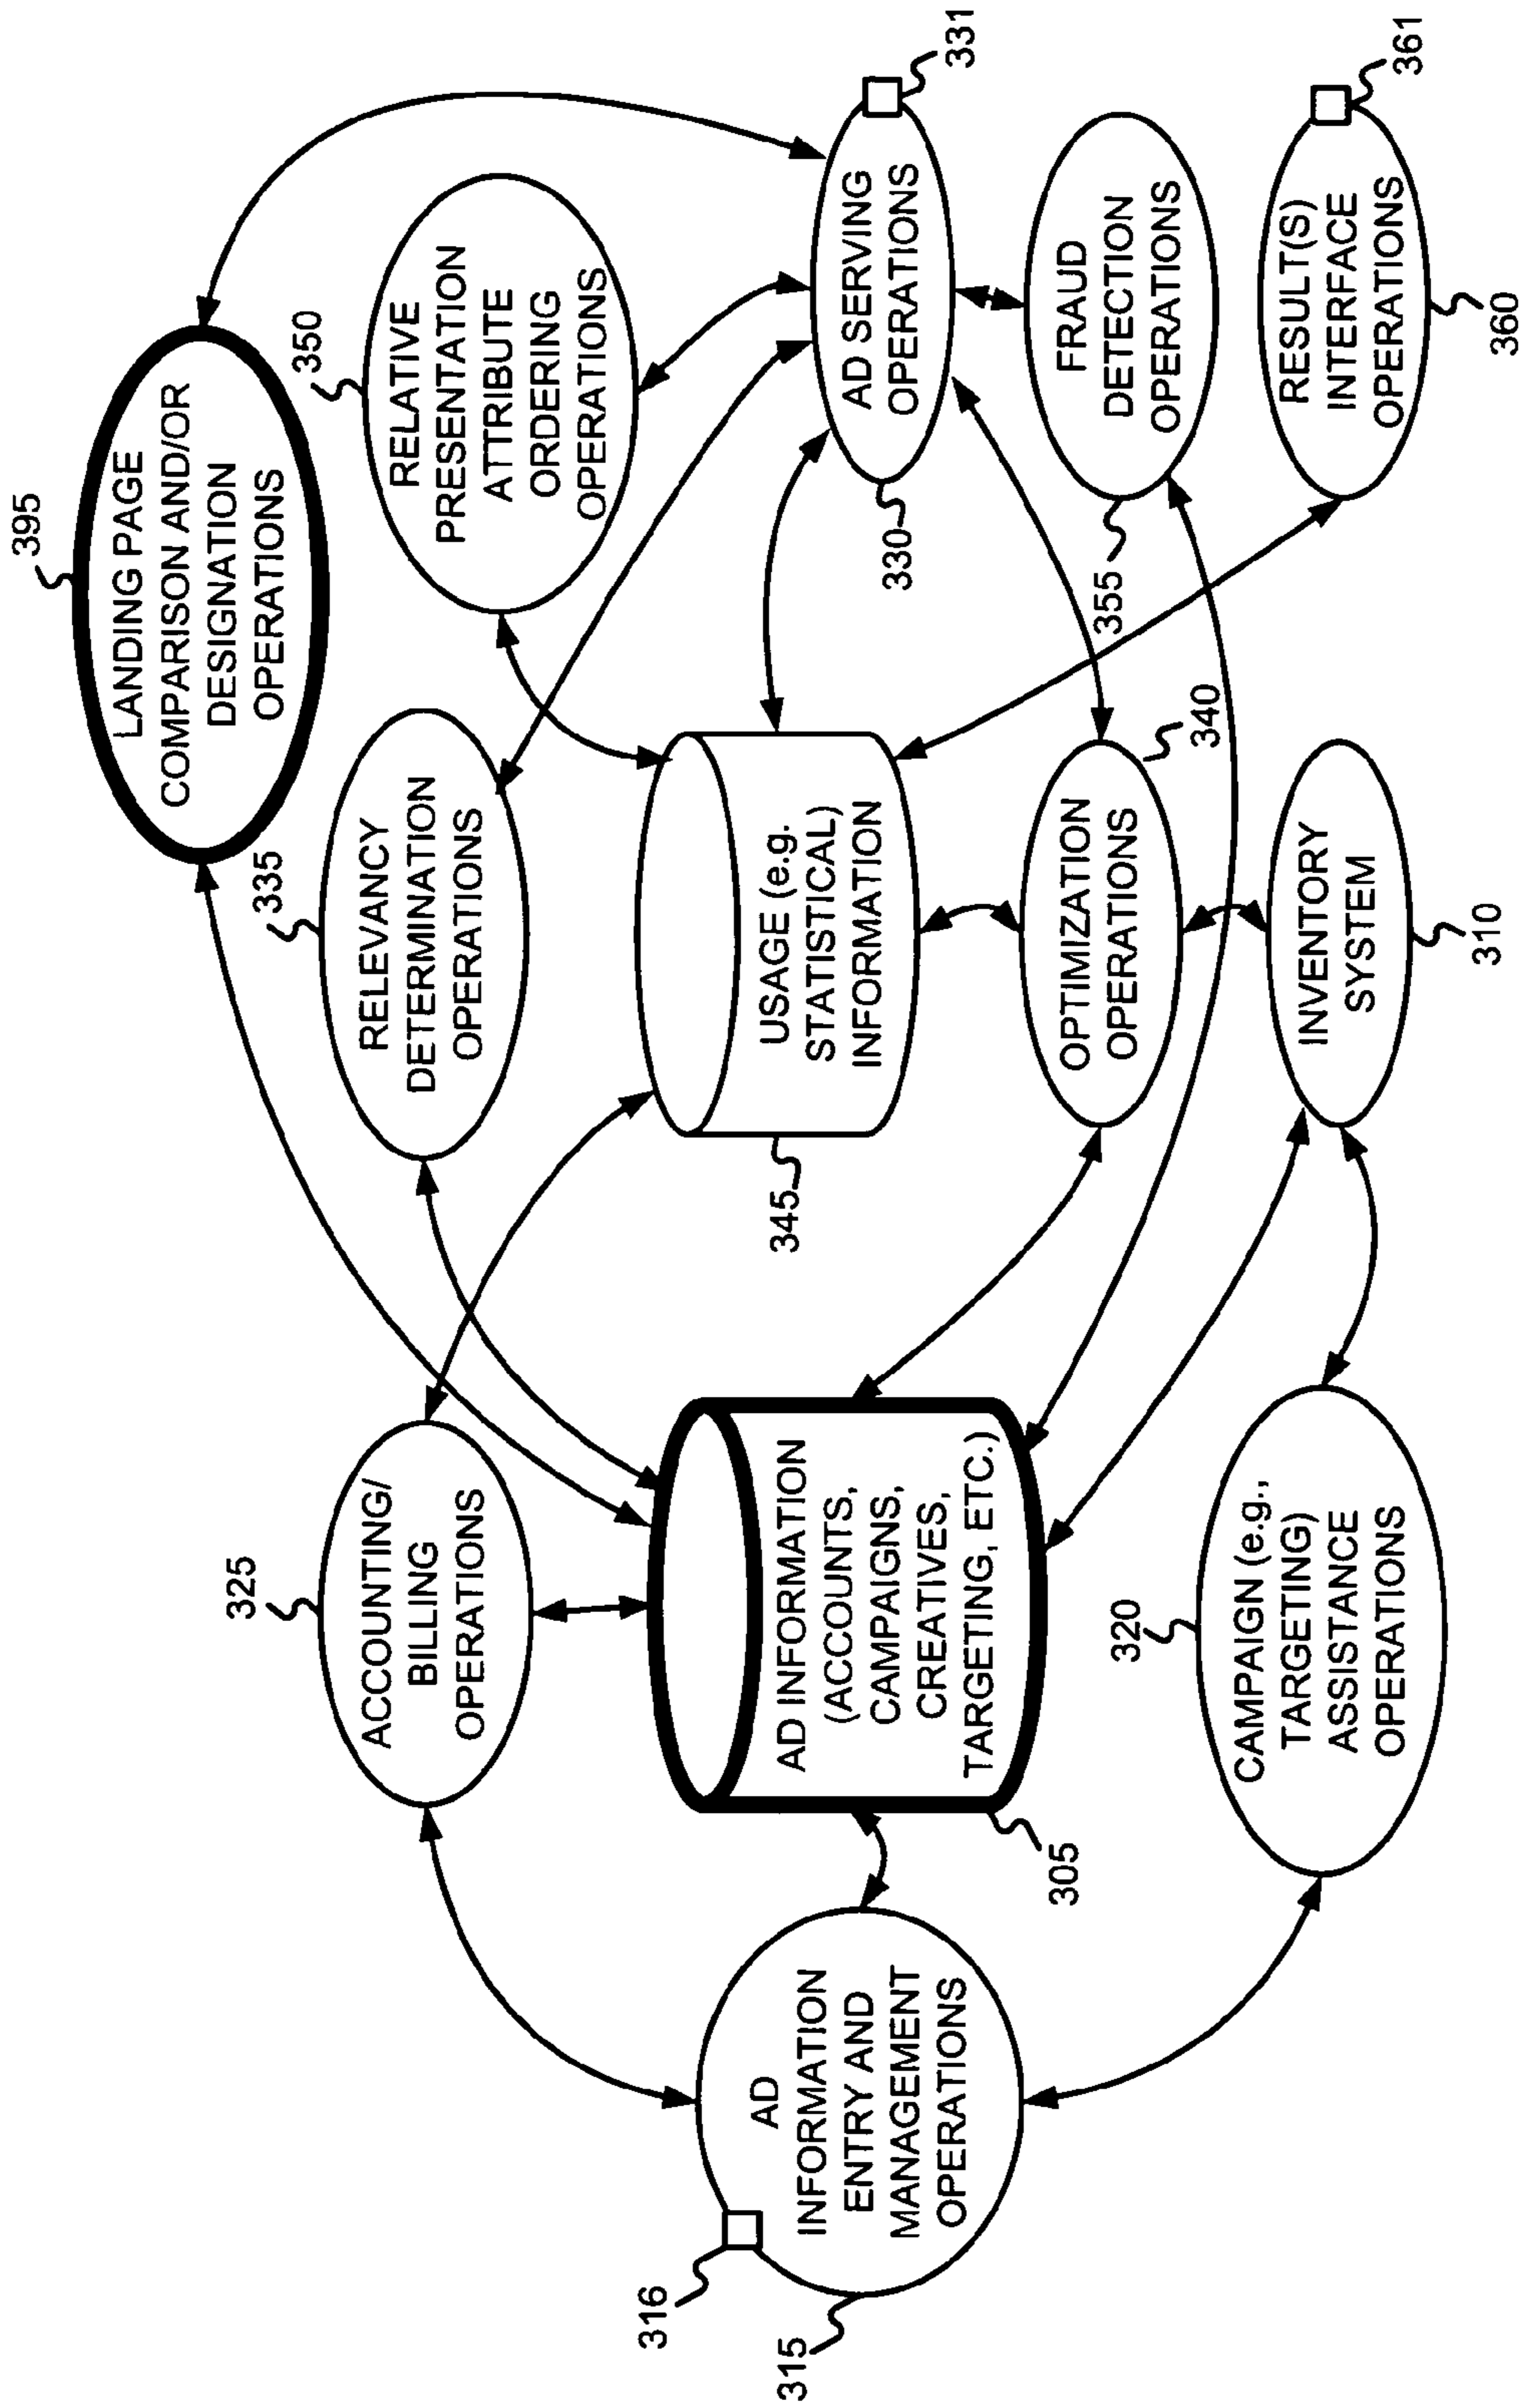 395
LANDING PAGE
COMPARISON AND/OR
DESIGNATION
OPERATIONS
325
ACCOUNTING/
BILLING
OPERATIONS
335
RELEVANCY
DETERMINATION
OPERATIONS
350
RELATIVE
PRESENTATION
ATTRIBUTE
ORDERING
OPERATIONS
316
315
AD
INFORMATION
ENTRY AND
MANAGEMENT
OPERATIONS
AD INFORMATION
(ACCOUNTS,
CAMPAIGNS,
CREATIVES,
TARGETING, ETC.)
305
345
USAGE (e.g.
STATISTICAL)
INFORMATION
AD SERVING
OPERATIONS
331
330
OPTIMIZATION
OPERATIONS
340
355
FRAUD
DETECTION
OPERATIONS
320
CAMPAIGN (e.g.,
TARGETING)
ASSISTANCE
OPERATIONS
INVENTORY
SYSTEM
310
RESULT(S)
INTERFACE
OPERATIONS
361
360